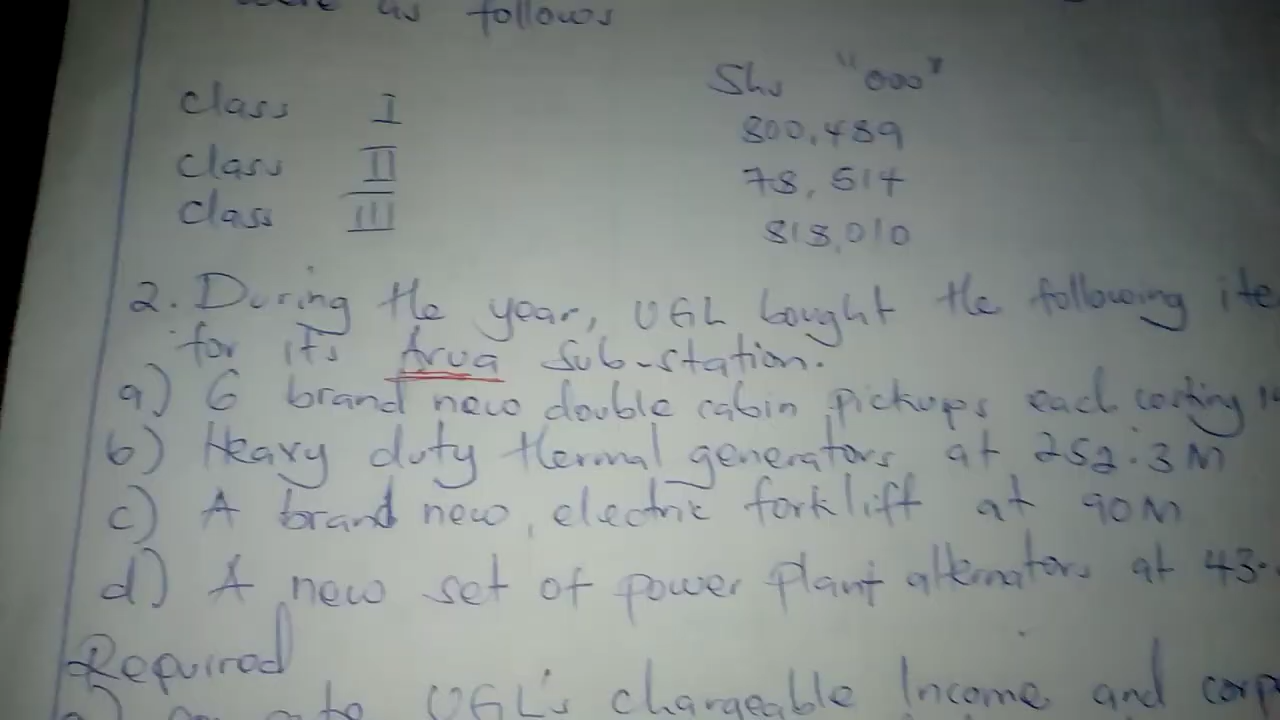 as follows
Shs "000"
class I 800,489
class II 78,514
class III 818,010
2. During the year, UGL bought the following ite
for its Arua sub-station.
a) 6 brand new double cabin pickups each costing
b) Heavy duty thermal generators at 252.3M
c) A brand new, electric forklift at 90M
d) A new set of power plant alternators at 43.
Required
UGL's chargeable Income and corp